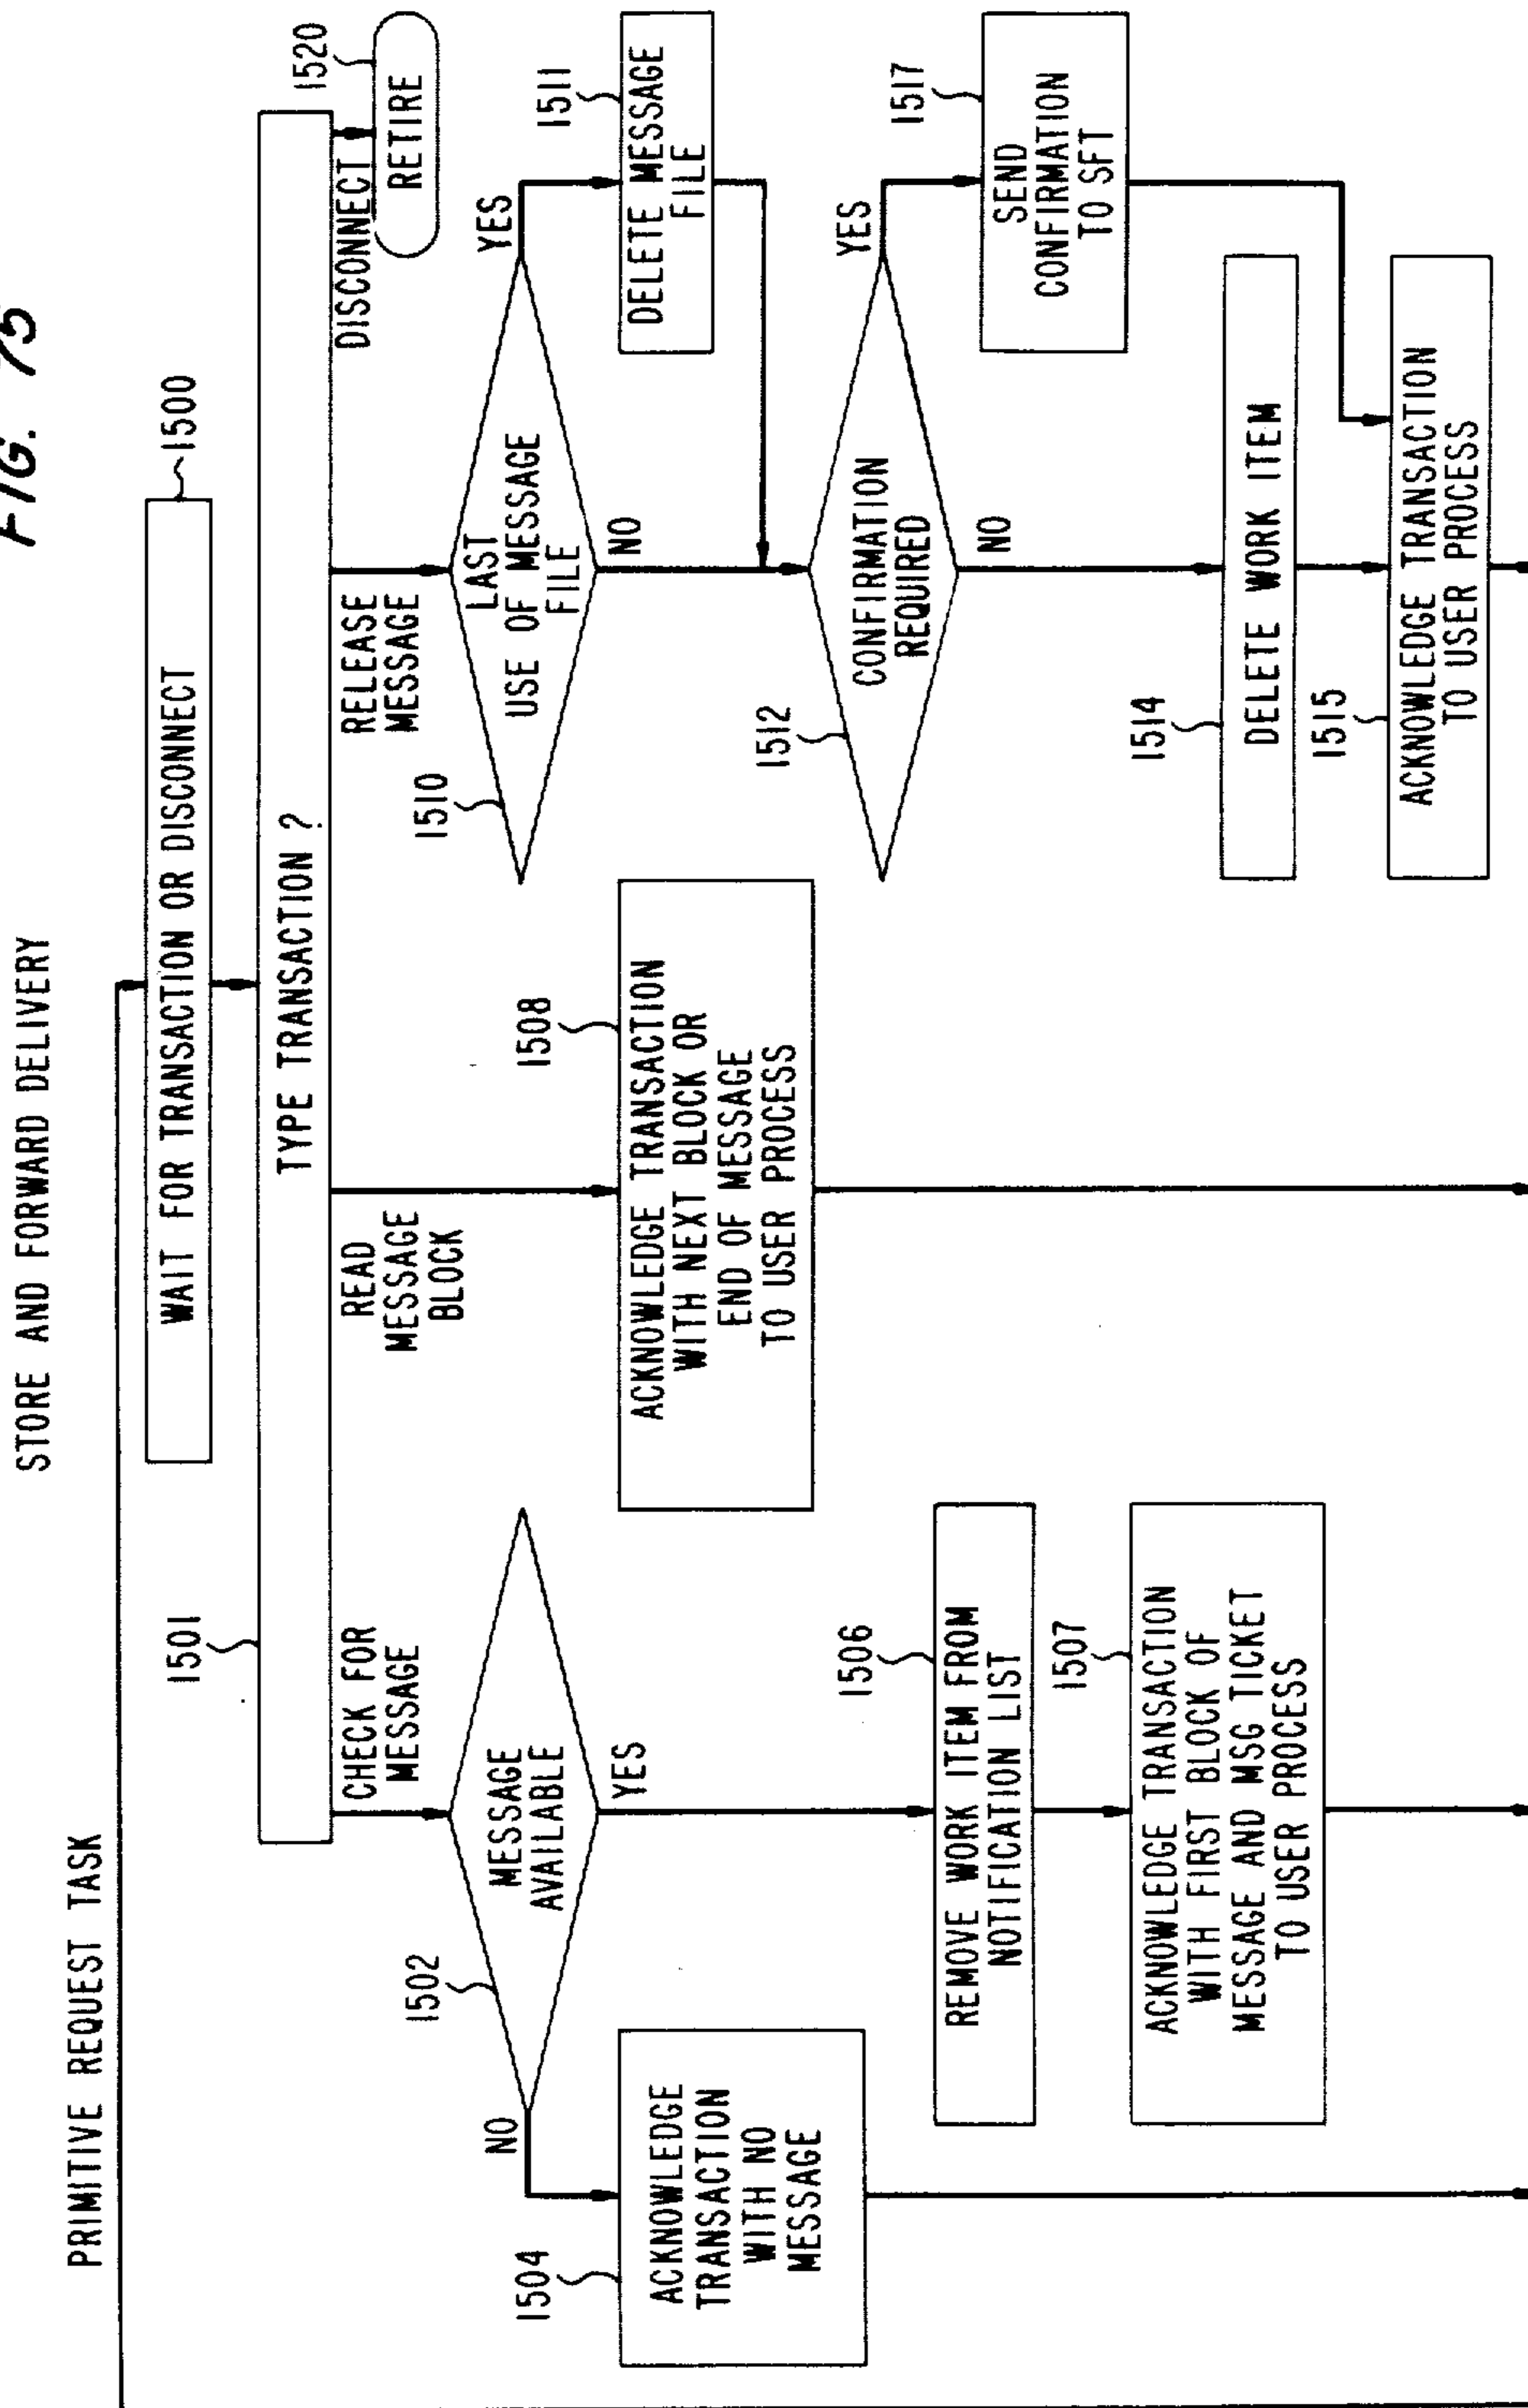 FIG. 75
STORE AND FORWARD DELIVERY
PRIMITIVE REQUEST TASK
WAIT FOR TRANSACTION OR DISCONNECT
1500
1501
TYPE TRANSACTION ?
CHECK FOR
MESSAGE
READ
MESSAGE
BLOCK
RELEASE
MESSAGE
DISCONNECT
1520
RETIRE
1502
MESSAGE
AVAILABLE
NO
YES
1504
ACKNOWLEDGE
TRANSACTION
WITH NO
MESSAGE
1506
REMOVE WORK ITEM FROM
NOTIFICATION LIST
1507
ACKNOWLEDGE TRANSACTION
WITH FIRST BLOCK OF
MESSAGE AND MSG TICKET
TO USER PROCESS
1508
ACKNOWLEDGE TRANSACTION
WITH NEXT BLOCK OR
END OF MESSAGE
TO USER PROCESS
1510
LAST
USE OF MESSAGE
FILE
YES
NO
1511
DELETE MESSAGE
FILE
1512
CONFIRMATION
REQUIRED
YES
NO
1517
SEND
CONFIRMATION
TO SFT
1514
DELETE WORK ITEM
1515
ACKNOWLEDGE TRANSACTION
TO USER PROCESS